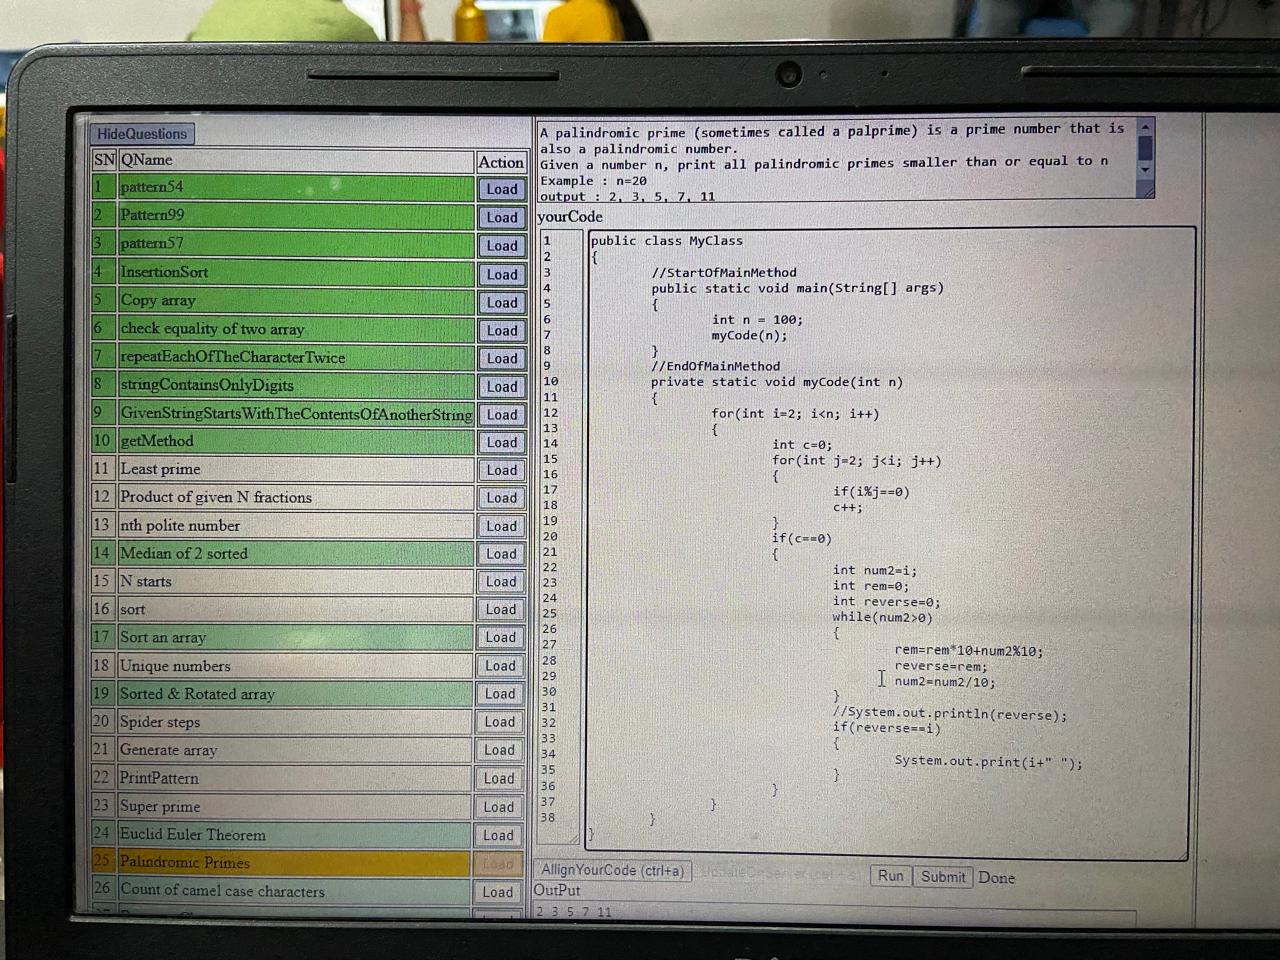 HideQuestions
SN QName Action
1 pattern54 Load
2 Pattern99 Load
3 pattern57 Load
4 InsertionSort Load
5 Copy array Load
6 check equality of two array Load
7 repeatEachOfTheCharacterTwice Load
8 stringContainsOnlyDigits Load
9 GivenStringStartsWithTheContentsOfAnotherString Load
10 getMethod Load
11 Least prime Load
12 Product of given N fractions Load
13 nth polite number Load
14 Median of 2 sorted Load
15 N starts Load
16 sort Load
17 Sort an array Load
18 Unique numbers Load
19 Sorted & Rotated array Load
20 Spider steps Load
21 Generate array Load
22 PrintPattern Load
23 Super prime Load
24 Euclid Euler Theorem Load
25 Palindromic Primes Load
26 Count of camel case characters Load
A palindromic prime (sometimes called a palprime) is a prime number that is
also a palindromic number.
Given a number n, print all palindromic primes smaller than or equal to n
Example : n=20
output : 2, 3, 5, 7, 11
yourCode
1 public class MyClass
2 {
3 //StartOfMainMethod
4 public static void main(String[] args)
5 {
6 int n = 100;
7 myCode(n);
8 }
9 //EndOfMainMethod
10 private static void myCode(int n)
11 {
12 for(int i=2; i<n; i++)
13 {
14 int c=0;
15 for(int j=2; j<i; j++)
16 {
17 if(i%j==0)
18 c++;
19 }
20 if(c==0)
21 {
22 int num2=i;
23 int rem=0;
24 int reverse=0;
25 while(num2>0)
26 {
27 rem=rem*10+num2%10;
28 reverse=rem;
29 num2=num2/10;
30 }
31 //System.out.println(reverse);
32 if(reverse==i)
33 {
34 System.out.print(i+" ");
35 }
36 }
37 }
38 }
}
AllignYourCode (ctrl+a) Run Submit Done
OutPut
2 3 5 7 11